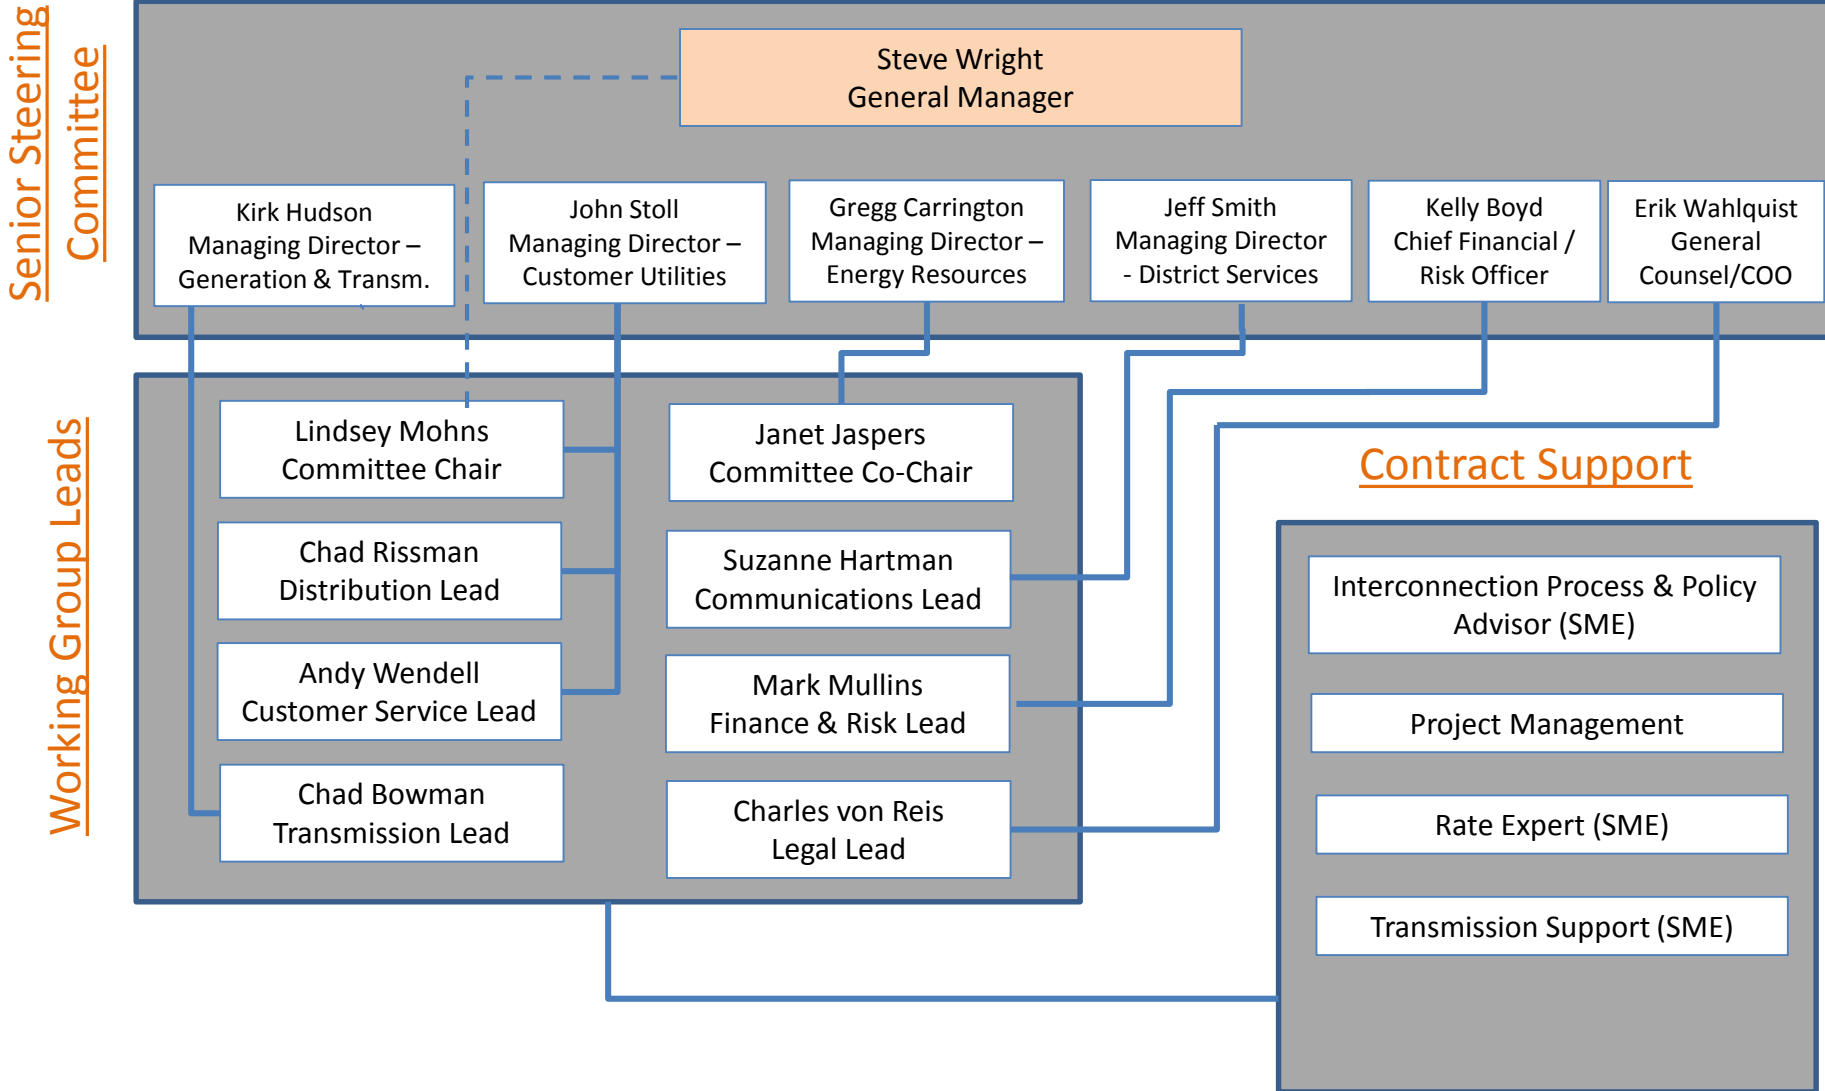 Senior Steering
Committee
Steve Wright
General Manager
Kirk Hudson
Managing Director –
Generation & Transm.
John Stoll
Managing Director –
Customer Utilities
Gregg Carrington
Managing Director –
Energy Resources
Jeff Smith
Managing Director
- District Services
Kelly Boyd
Chief Financial /
Risk Officer
Erik Wahlquist
General
Counsel/COO
Working Group Leads
Lindsey Mohns
Committee Chair
Chad Rissman
Distribution Lead
Andy Wendell
Customer Service Lead
Chad Bowman
Transmission Lead
Janet Jaspers
Committee Co-Chair
Suzanne Hartman
Communications Lead
Mark Mullins
Finance & Risk Lead
Charles von Reis
Legal Lead
Contract Support
Interconnection Process & Policy
Advisor (SME)
Project Management
Rate Expert (SME)
Transmission Support (SME)